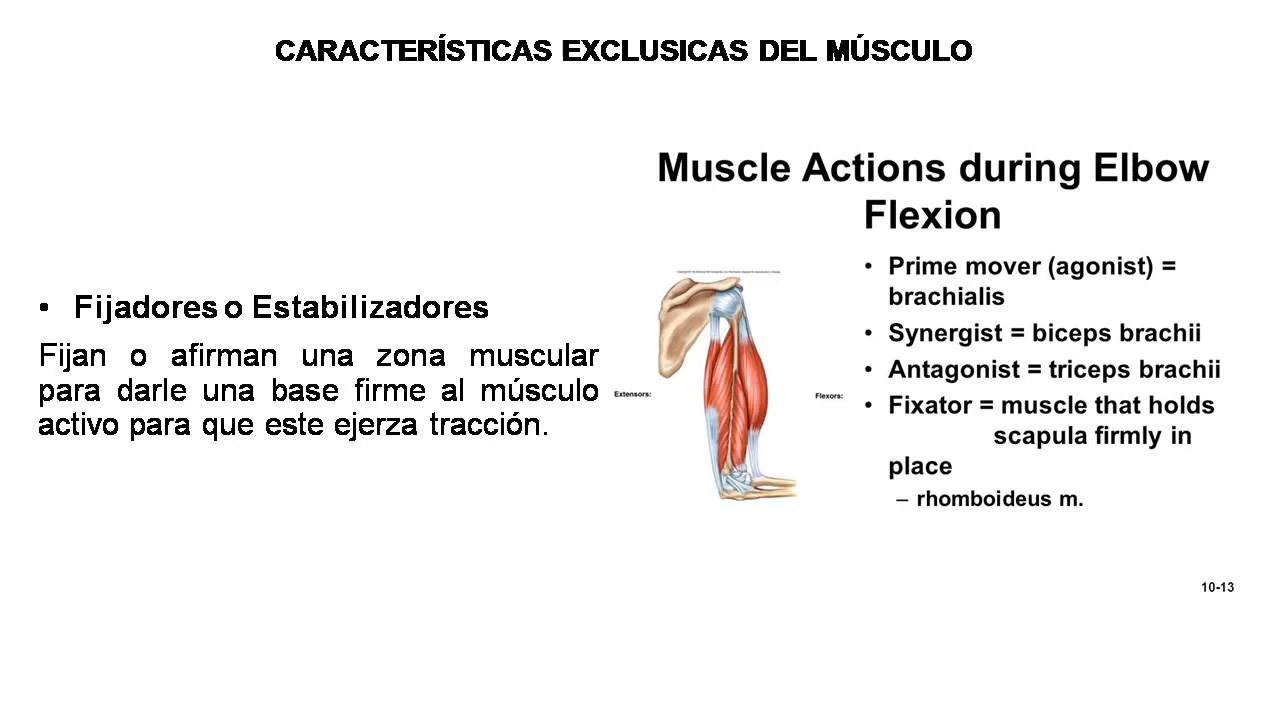 CARACTERÍSTICAS EXCLUSICAS DEL MÚSCULO
• Fijadores o Estabilizadores
Fijan o afirman una zona muscular
para darle una base firme al músculo
activo para que este ejerza tracción.
Muscle Actions during Elbow
Flexion
Extensors:
Flexors:
• Prime mover (agonist) =
brachialis
• Synergist = biceps brachii
• Antagonist = triceps brachii
• Fixator = muscle that holds
scapula firmly in
place
– rhomboideus m.
10-13